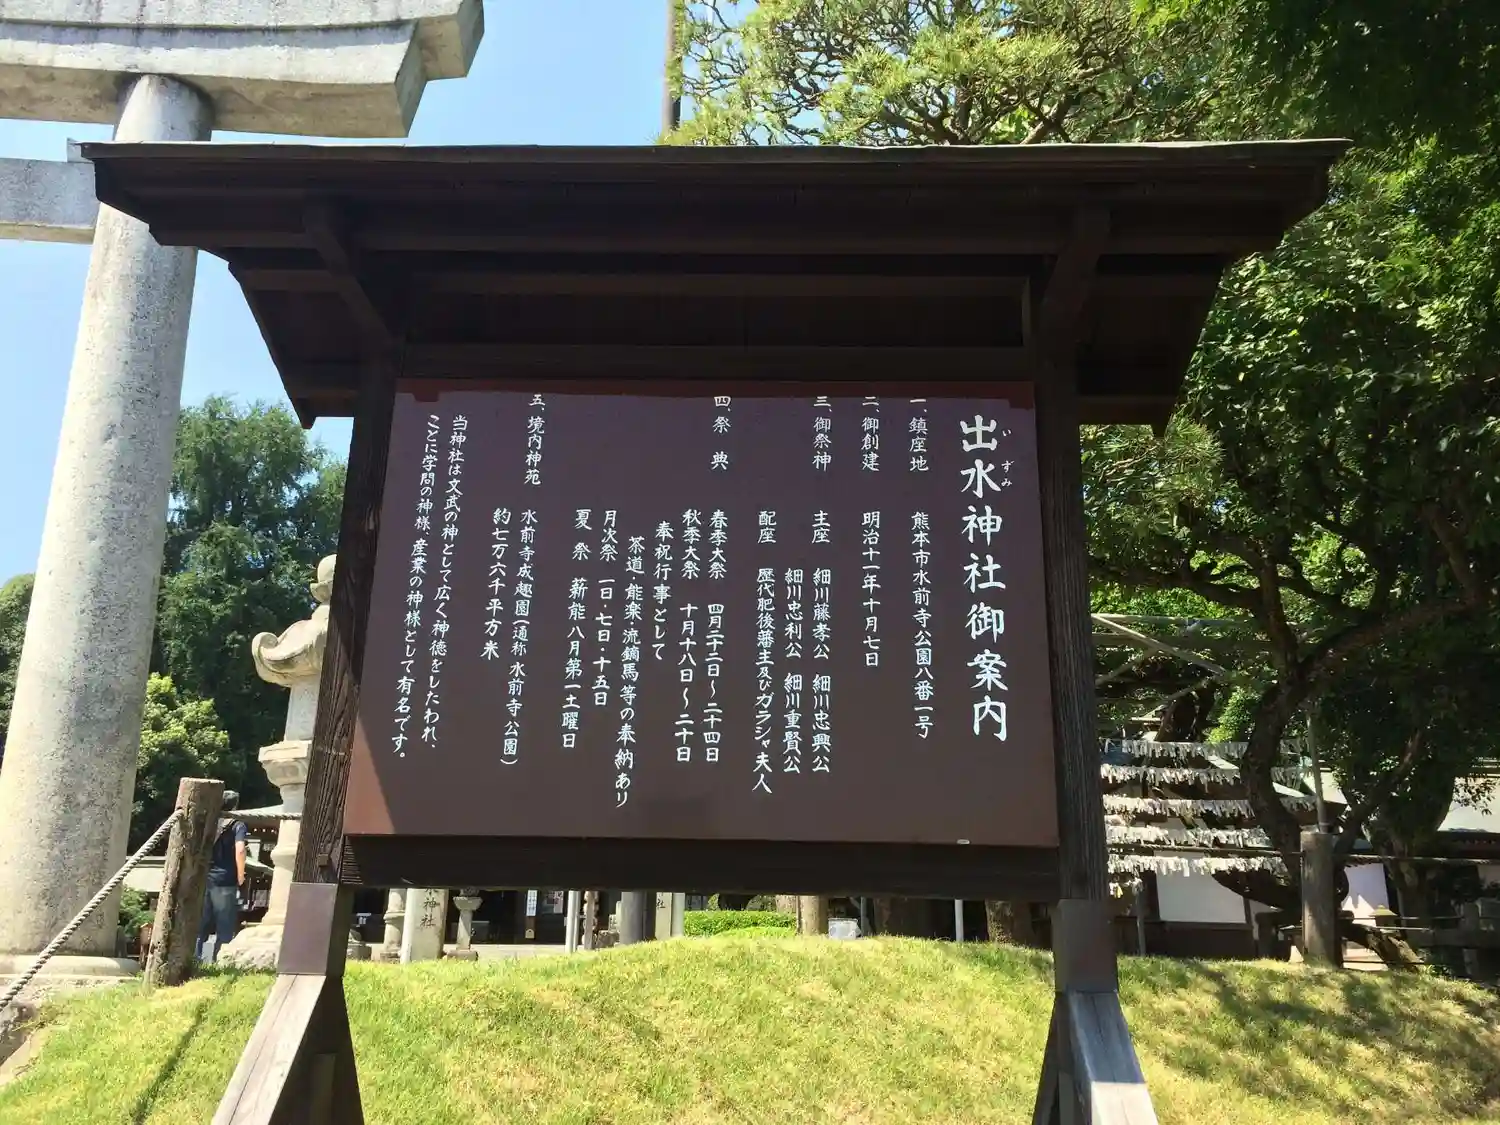 出水神社御案内
いずみ
一、鎮座地 熊本市水前寺公園八番一号
二、御創建 明治十一年十月七日
三、御祭神 主座 細川藤孝公 細川忠興公
細川忠利公 細川重賢公
配座 歴代肥後藩主及びガラシャ夫人
四、祭典 春季大祭 四月二十二日～二十四日
秋季大祭 十月十八日～二十日
奉祝行事として
茶道・能楽・流鏑馬等の奉納あり
月次祭 一日・七日・十五日
夏祭 薪能八月第一土曜日
五、境内神苑 水前寺成趣園(通称 水前寺公園)
約七万六千平方米
当神社は文武の神として広く神徳をしたわれ、
ことに学問の神様、産業の神様として有名です。
神社
社